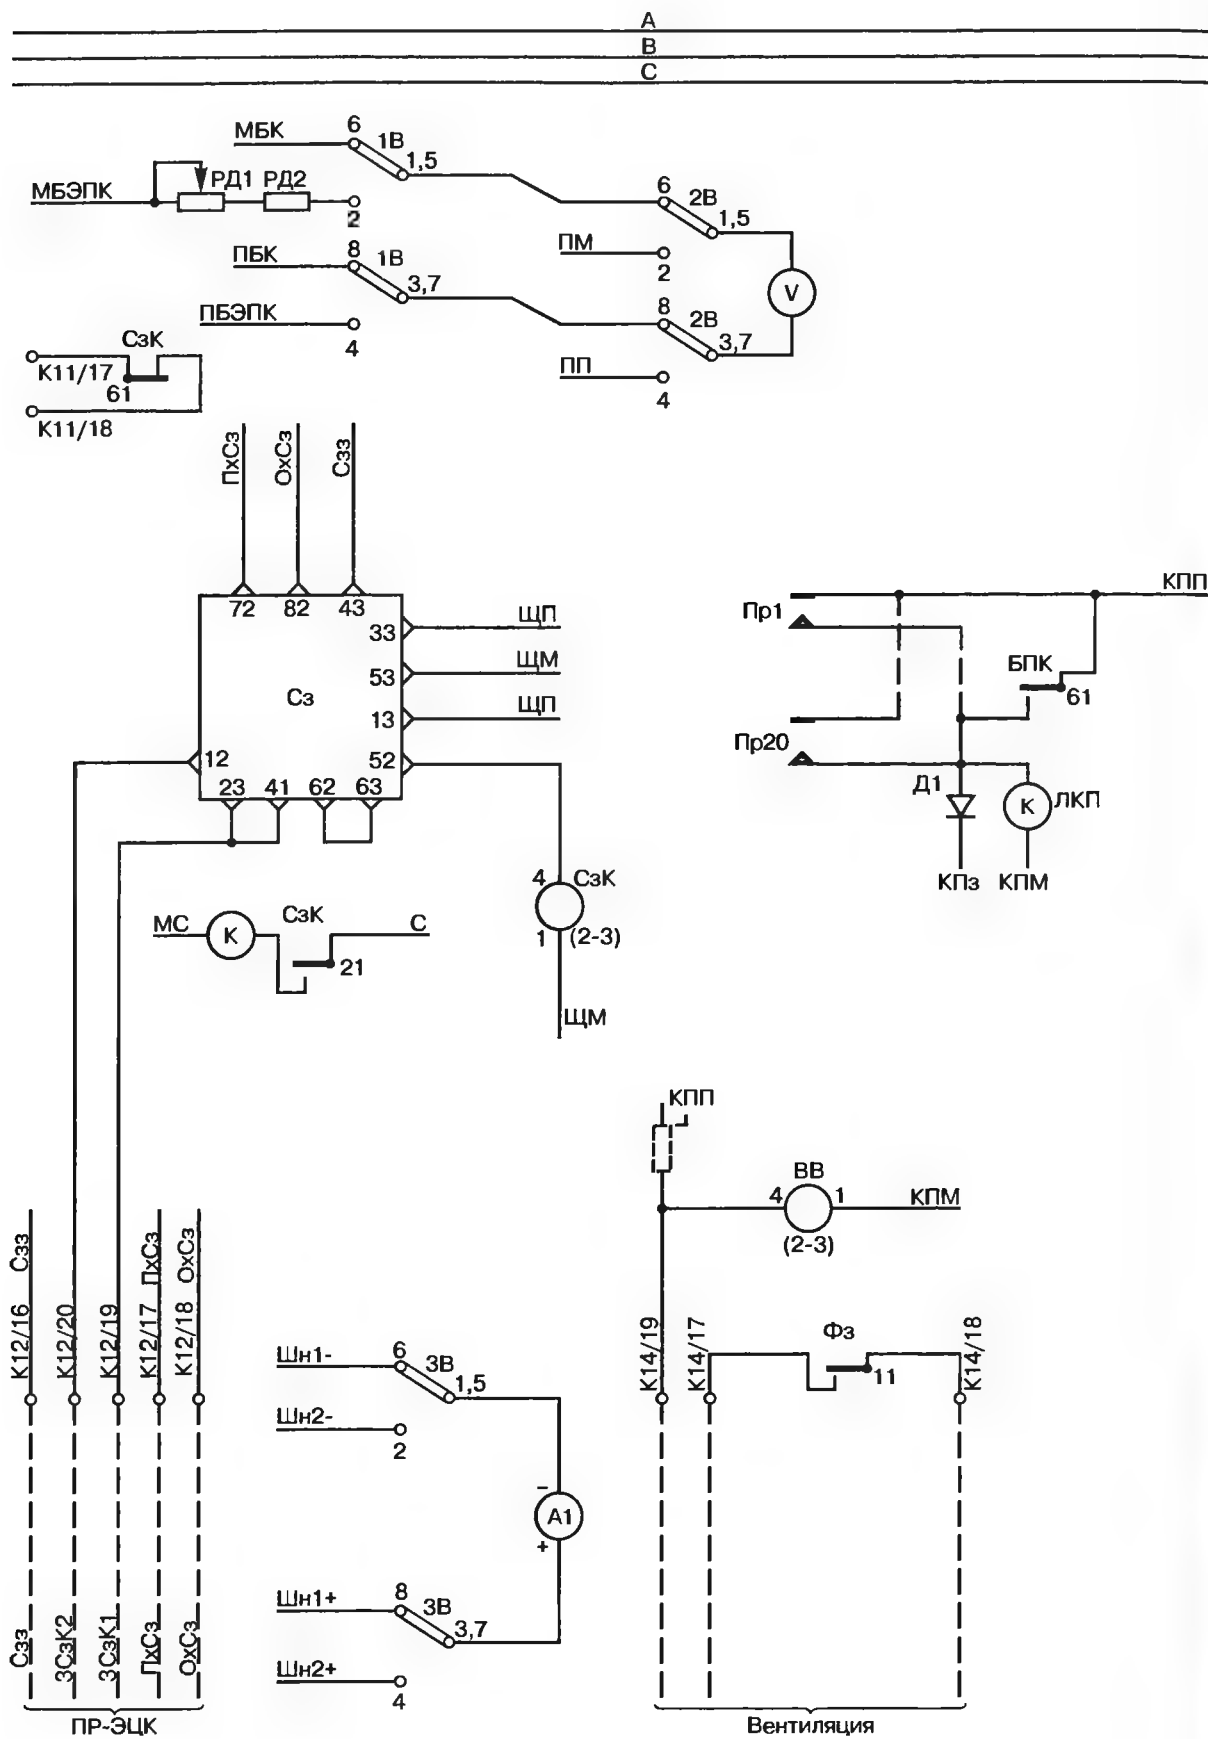 А
В
С
МБК
6
1В
1,5
МБЭПК
РД1
РД2
2
6
2В
1,5
ПМ
2
ПБК
8
1В
3,7
V
ПБЭПК
4
8
2В
3,7
ПП
4
СзК
К11/17
61
К11/18
ПхСз
ОхСз
Сзз
72
82
43
33
ЩП
53
ЩМ
Сз
13
ЩП
12
52
23
41
62
63
КПП
Пр1
БПК
61
Пр20
Д1
К
ЛКП
КПз
КПМ
4
СзК
1
(2-3)
ЩМ
МС
К
СзК
21
С
КПП
ВВ
4
1
КПМ
(2-3)
К12/16 Сзз
К12/20
К12/19
К12/17 ПхСз
К12/18 ОхСз
Шн1-
6
3В
1,5
Шн2-
2
-
А1
+
Шн1+
8
3В
3,7
Шн2+
4
К14/19
К14/17
Фз
11
К14/18
Сзз
ЗСзК2
ЗСзК1
ПхСз
ОхСз
ПР-ЭЦК
Вентиляция